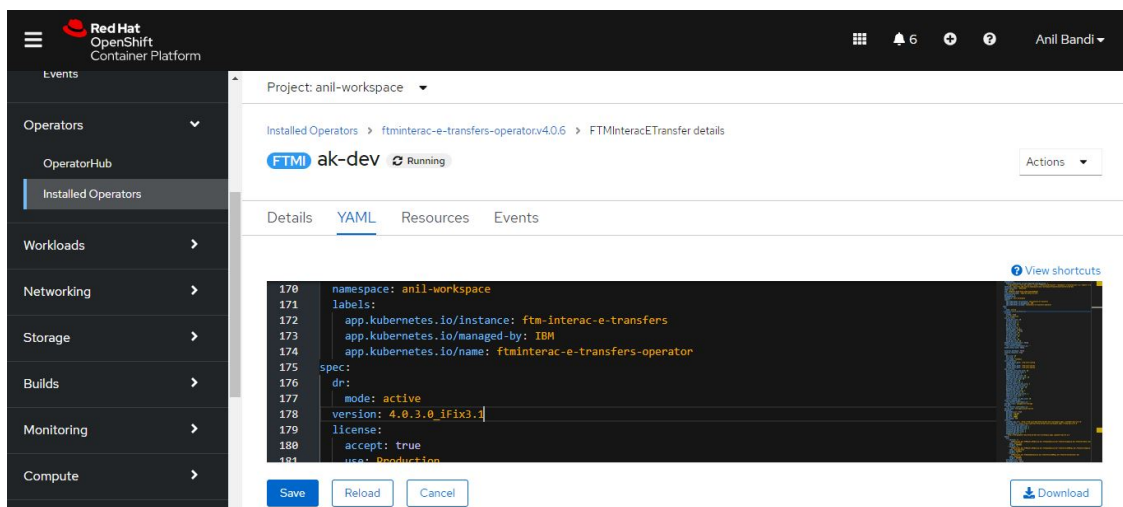 Red Hat
OpenShift
Container Platform
6
Anil Bandi
Events
Operators
OperatorHub
Installed Operators
Workloads
Networking
Storage
Builds
Monitoring
Compute
Project: anil-workspace
Installed Operators > ftminterac-e-transfers-operator.v4.0.6 > FTMInteracETransfer details
FTMI ak-dev Running
Actions
Details YAML Resources Events
View shortcuts
170 namespace: anil-workspace
171 labels:
172 app.kubernetes.io/instance: ftm-interac-e-transfers
173 app.kubernetes.io/managed-by: IBM
174 app.kubernetes.io/name: ftminterac-e-transfers-operator
175 spec:
176 dr:
177 mode: active
178 version: 4.0.3.0_iFix3.1
179 license:
180 accept: true
181 use: Production
Save Reload Cancel Download